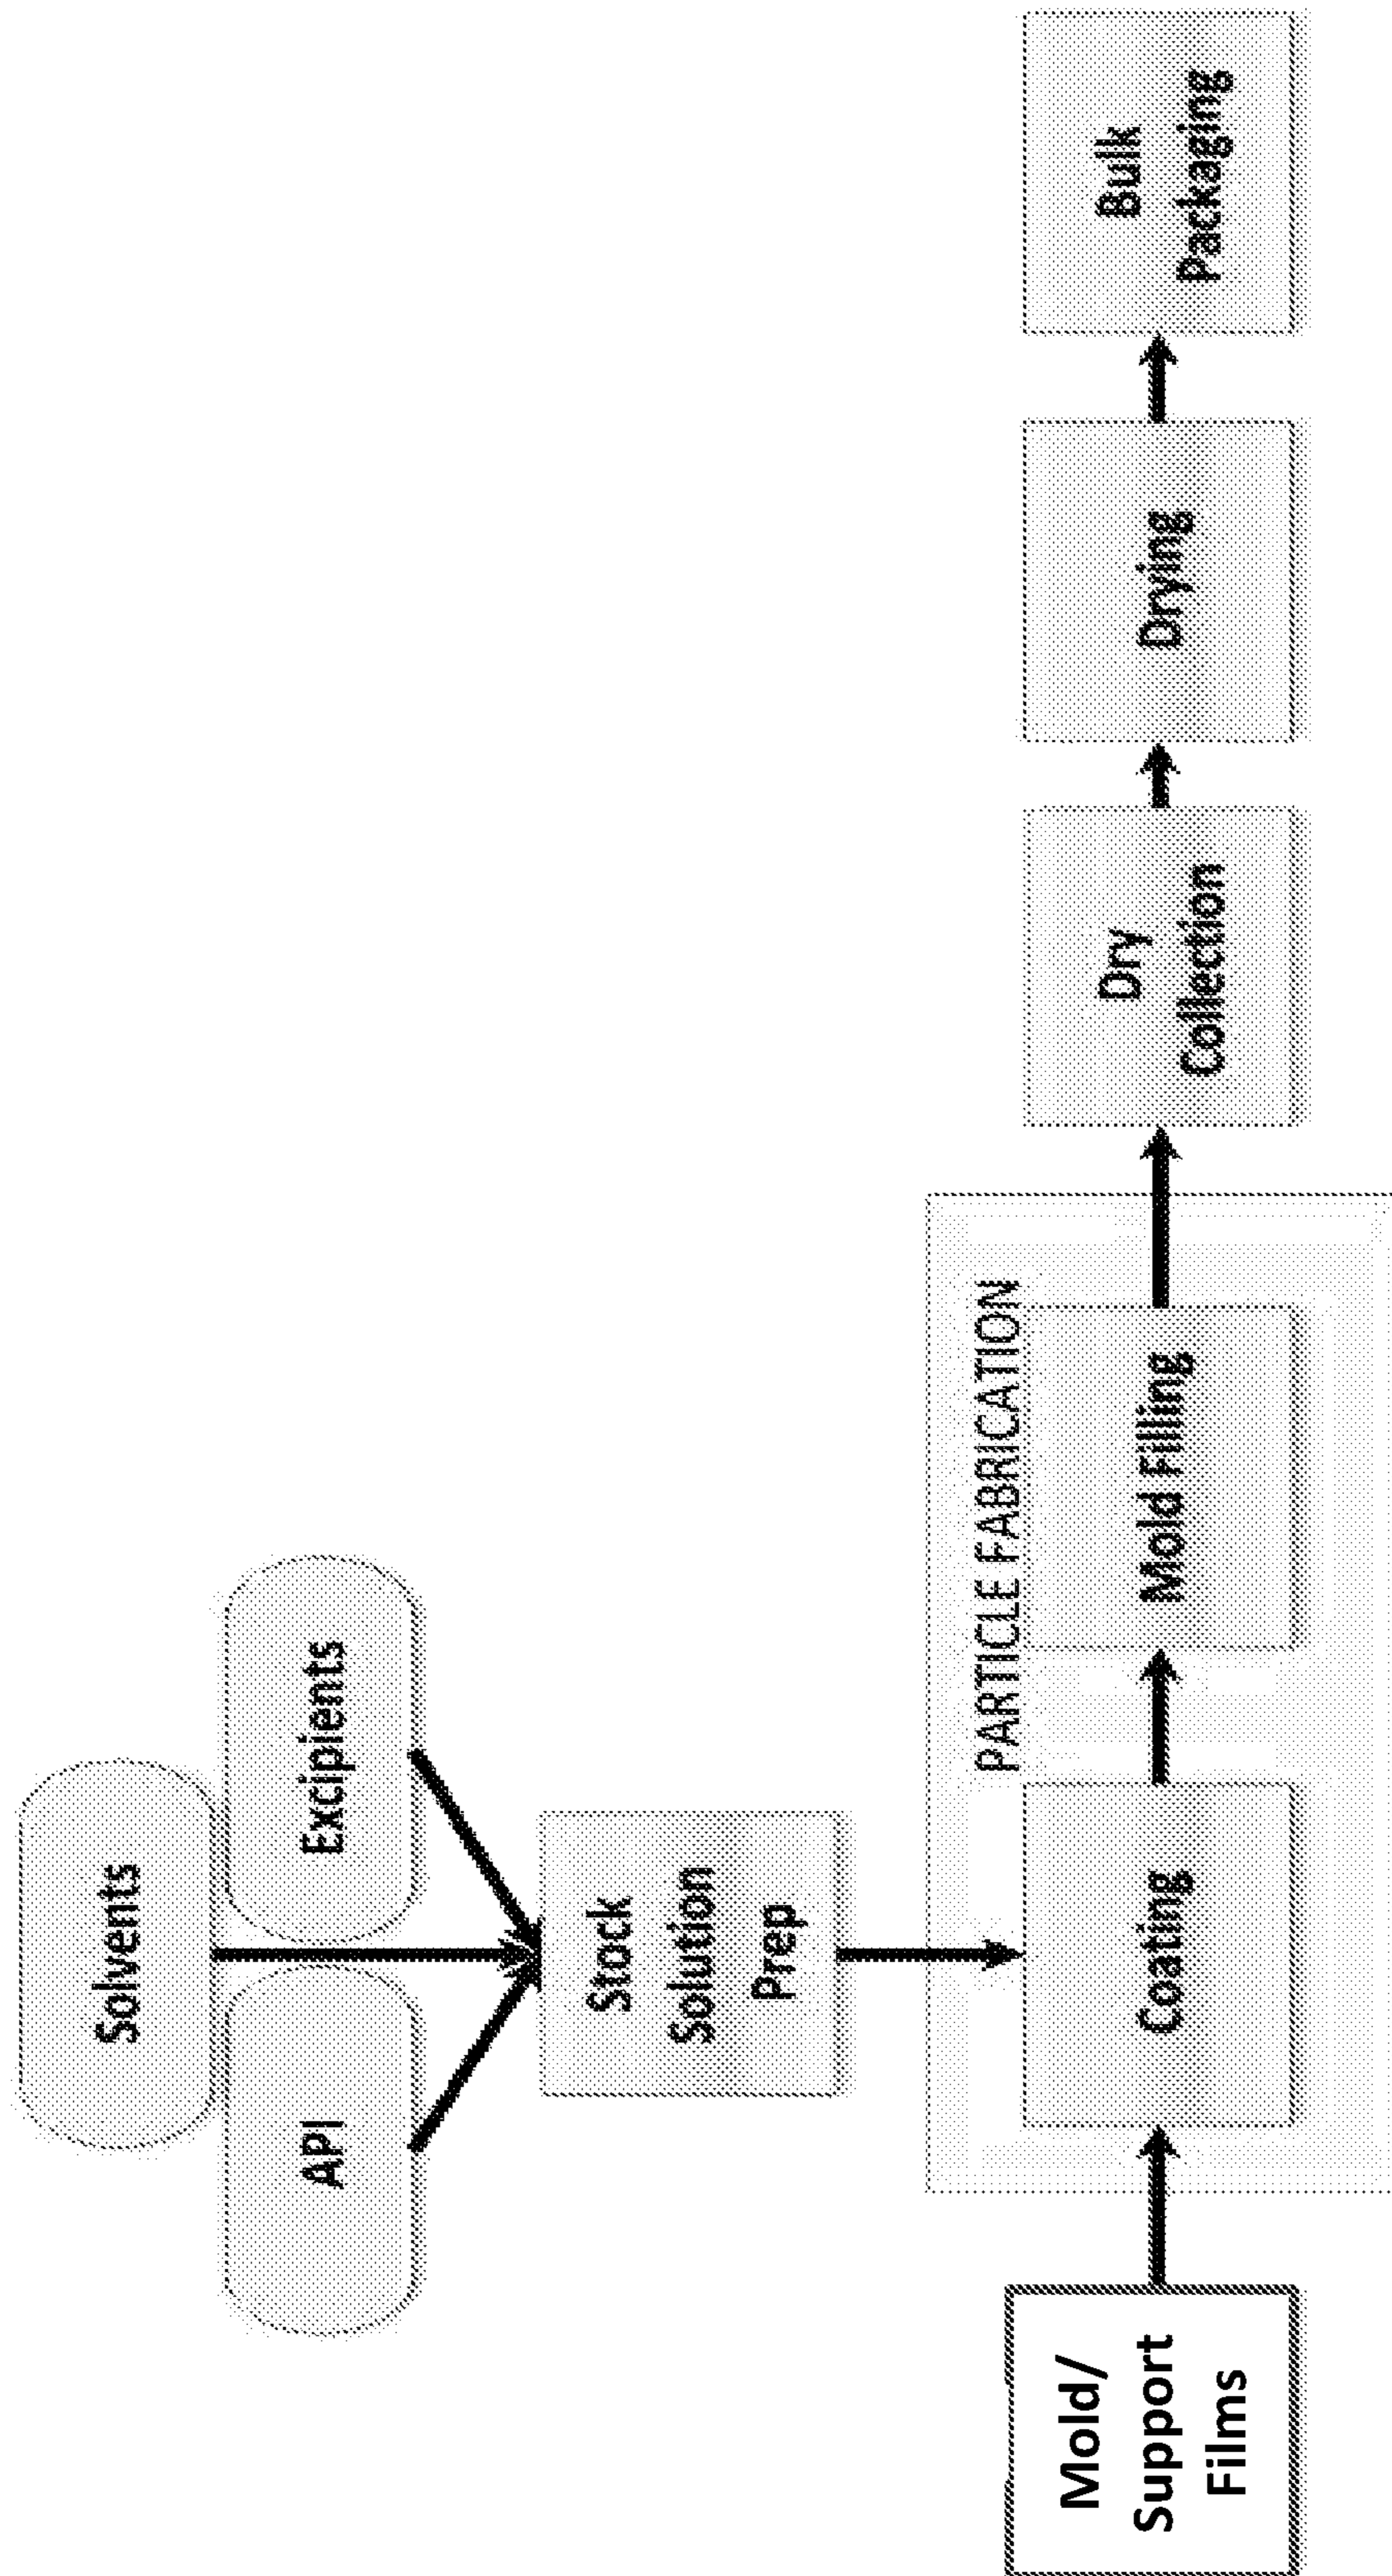 Solvents
API
Excipients
Stock
Solution
Prep
PARTICLE FABRICATION
Mold/
Support
Films
Coating
Mold Filling
Dry
Collection
Drying
Bulk
Packaging